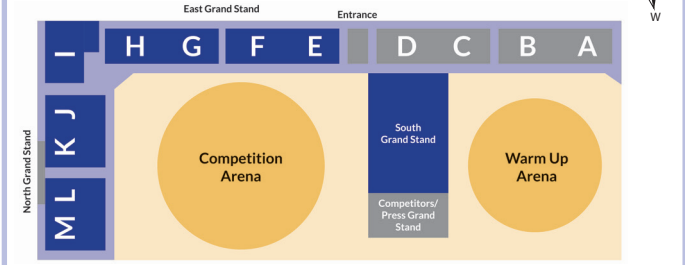 East Grand Stand
Entrance
W
I
H G F E D C B A
J
K
L
M
North Grand Stand
South
Grand Stand
Competition
Arena
Warm Up
Arena
Competitors/
Press Grand
Stand